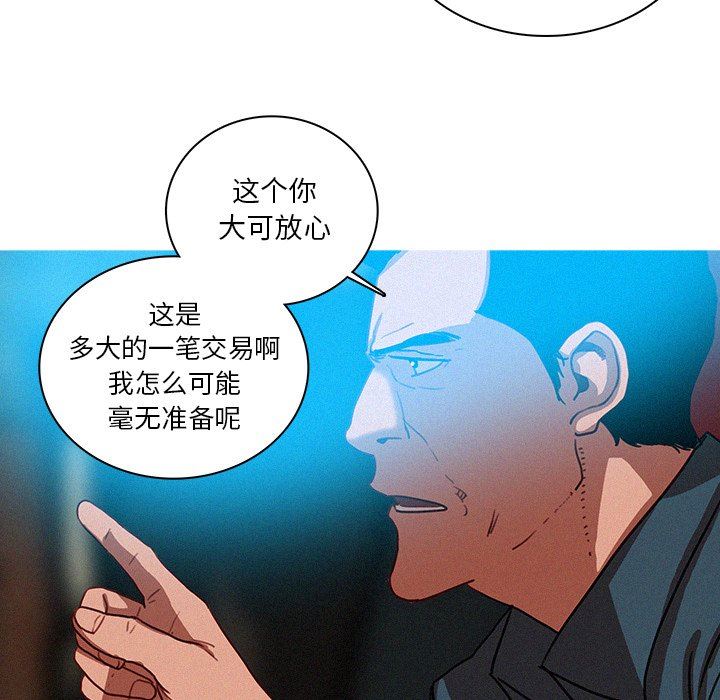 这个你
大可放心
这是
多大的一笔交易啊
我怎么可能
毫无准备呢